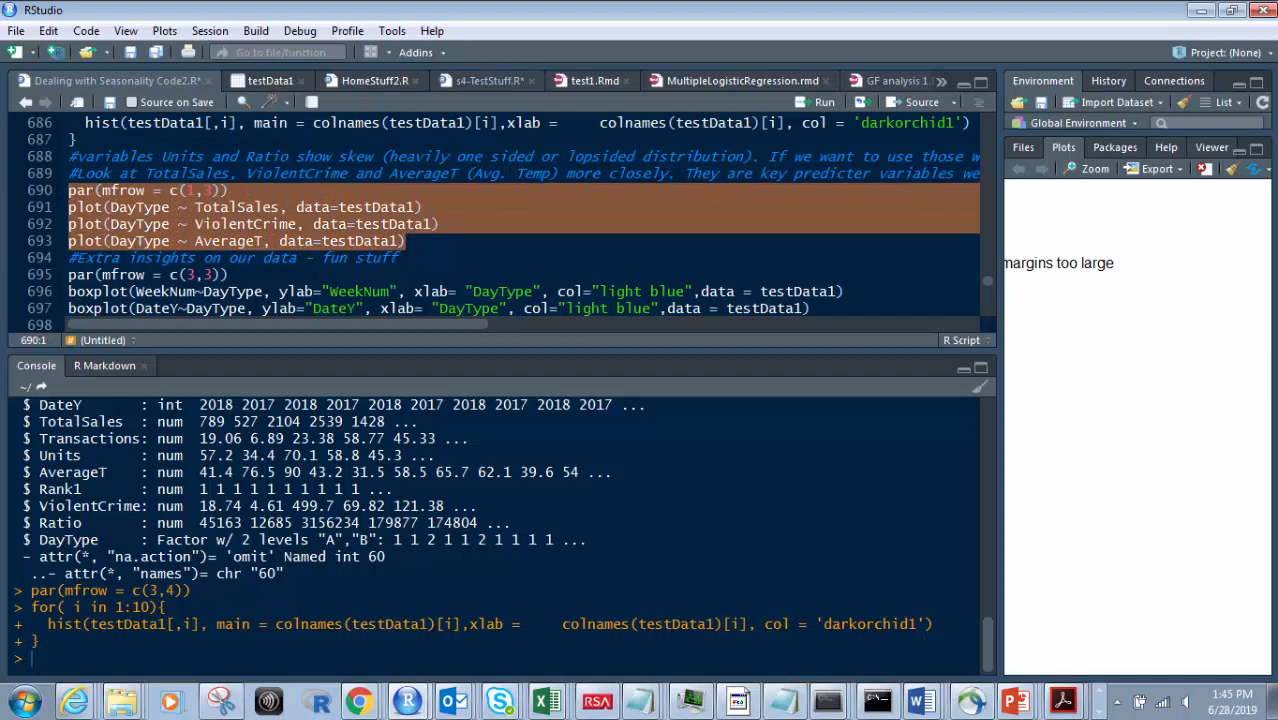 RStudio
File Edit Code View Plots Session Build Debug Profile Tools Help
Go to file/function Addins Project: (None)
Dealing with Seasonality Code2.R* testData1 HomeStuff2.R s4-TestStuff.R* test1.Rmd MultipleLogisticRegression.rmd GF analysis 1.
Source on Save Run Source
686 hist(testData1[,i], main = colnames(testData1)[i],xlab = colnames(testData1)[i], col = 'darkorchid1')
687 }
688 #variables Units and Ratio show skew (heavily one sided or lopsided distribution). If we want to use those w
689 #Look at TotalSales, ViolentCrime and AverageT (Avg. Temp) more closely. They are key predicter variables we
690 par(mfrow = c(1,3))
691 plot(DayType ~ TotalSales, data=testData1)
692 plot(DayType ~ ViolentCrime, data=testData1)
693 plot(DayType ~ AverageT, data=testData1)
694 #Extra insights on our data - fun stuff
695 par(mfrow = c(3,3))
696 boxplot(WeekNum~DayType, ylab="WeekNum", xlab= "DayType", col="light blue",data = testData1)
697 boxplot(DateY~DayType, ylab="DateY", xlab= "DayType", col="light blue",data = testData1)
698
690:1 (Untitled) R Script
Console R Markdown
~/
$ DateY : int 2018 2017 2018 2017 2018 2017 2018 2017 2018 2017 ...
$ TotalSales : num 789 527 2104 2539 1428 ...
$ Transactions: num 19.06 6.89 23.38 58.77 45.33 ...
$ Units : num 57.2 34.4 70.1 58.8 45.3 ...
$ AverageT : num 41.4 76.5 90 43.2 31.5 58.5 65.7 62.1 39.6 54 ...
$ Rank1 : num 1 1 1 1 1 1 1 1 1 1 ...
$ ViolentCrime: num 18.74 4.61 499.7 69.82 121.38 ...
$ Ratio : num 45163 12685 3156234 179877 174804 ...
$ DayType : Factor w/ 2 levels "A","B": 1 1 2 1 1 2 1 1 1 1 ...
- attr(*, "na.action")= 'omit' Named int 60
..- attr(*, "names")= chr "60"
> par(mfrow = c(3,4))
> for( i in 1:10){
+ hist(testData1[,i], main = colnames(testData1)[i],xlab = colnames(testData1)[i], col = 'darkorchid1')
+ }
>
Environment History Connections
Import Dataset List
Global Environment
Files Plots Packages Help Viewer
Zoom Export
margins too large
RSA
1:45 PM
6/28/2019